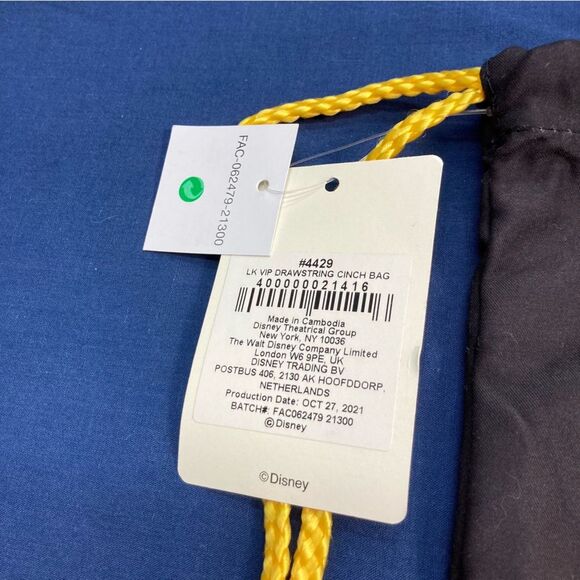 FAC-062479-21300
#4429
LK VIP DRAWSTRING CINCH BAG
400000021416
Made in Cambodia
Disney Theatrical Group
New York, NY 10036
The Walt Disney Company Limited
London W6 9PE, UK
DISNEY TRADING BV
POSTBUS 406, 2130 AK HOOFDDORP,
NETHERLANDS
Production Date: OCT 27, 2021
BATCH#: FAC062479 21300
©Disney
©Disney